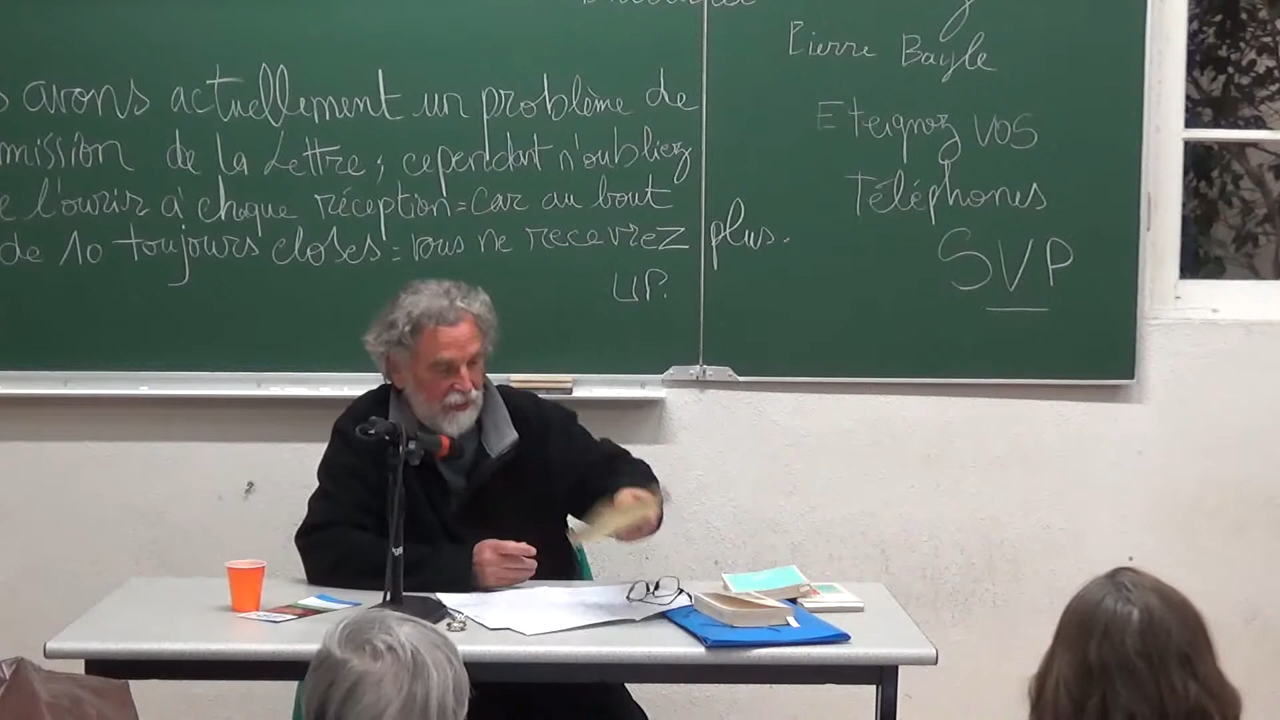 Pierre Bayle
s avons actuellement un problème de
mission de la Lettre ; cependant n'oubliez
e l'ouvrir à chaque réception = car au bout
de 10 toujours closes = vous ne recevrez plus.
UP.
Eteignez vos
Téléphones
SVP